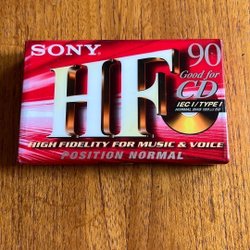 SONY
90
Good for
CD
HF
IEC I / TYPE I
HIGH FIDELITY FOR MUSIC & VOICE
POSITION NORMAL